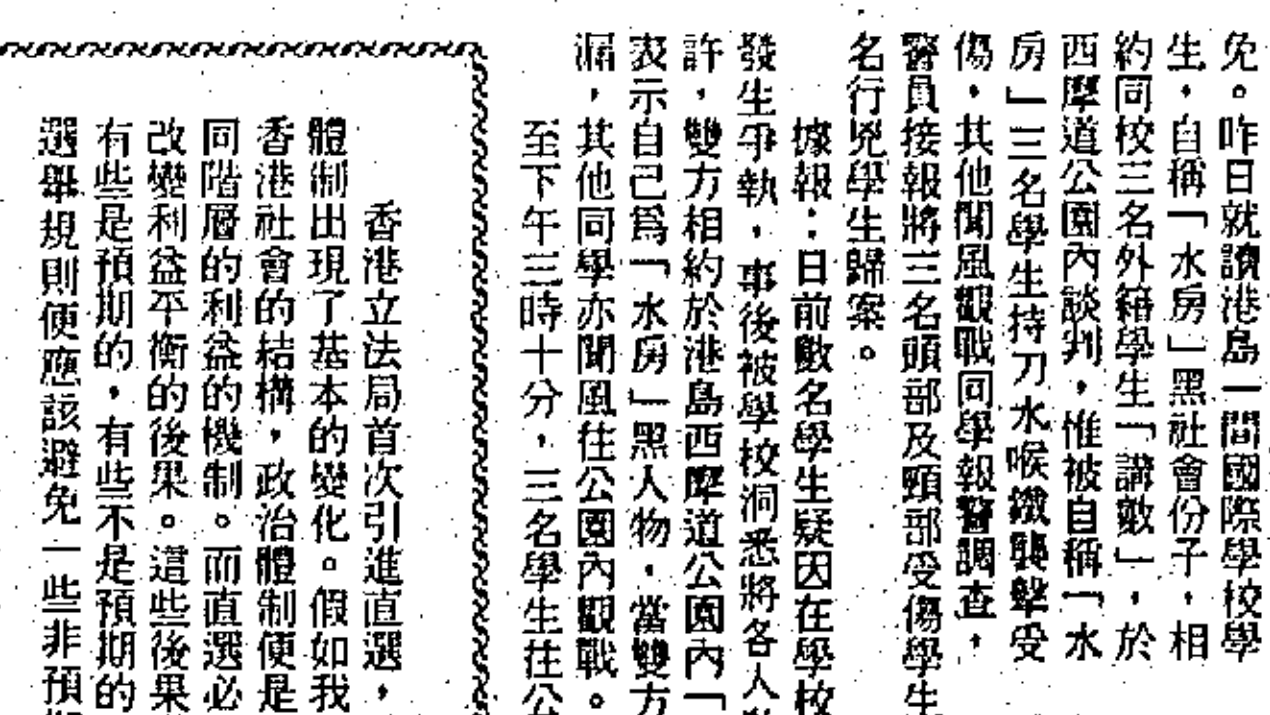 免。昨日就讀港島一間國際學校學
生,自稱「水房」黑社會份子,相
約同校三名外籍學生「講數」,於
西摩道公園內談判,惟被自稱「水
房」三名學生持刀水喉鐵襲擊受
傷,其他聞風觀戰同學報警調查,
警員接報將三名頭部及頸部受傷學生
名行兇學生歸案。
據報:日前數名學生疑因在學校
發生爭執,事後被學校洞悉將各人
許,雙方相約於港島西摩道公園內「
表示自己爲「水房」黑人物,當雙方
漏,其他同學亦聞風往公園內觀戰。
至下午三時十分,三名學生往公
香港立法局首次引進直選,
體制出現了基本的變化。假如我
香港社會的結構,政治體制便是
同階層的利益的機制。而直選必
改變利益平衡的後果。這些後果
有些是預期的,有些不是預期的
選舉規則便應該避免一些非預